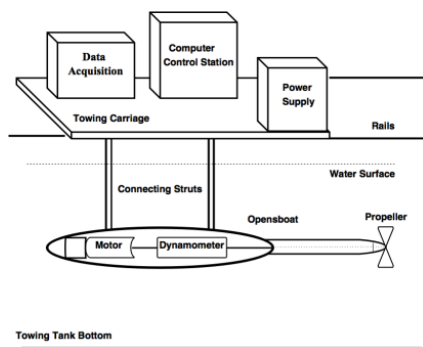 Data
Acquisition
Computer
Control Station
Power
Supply
Towing Carriage
Rails
Water Surface
Connecting Struts
Opensboat
Propeller
Motor
Dynamometer
Towing Tank Bottom